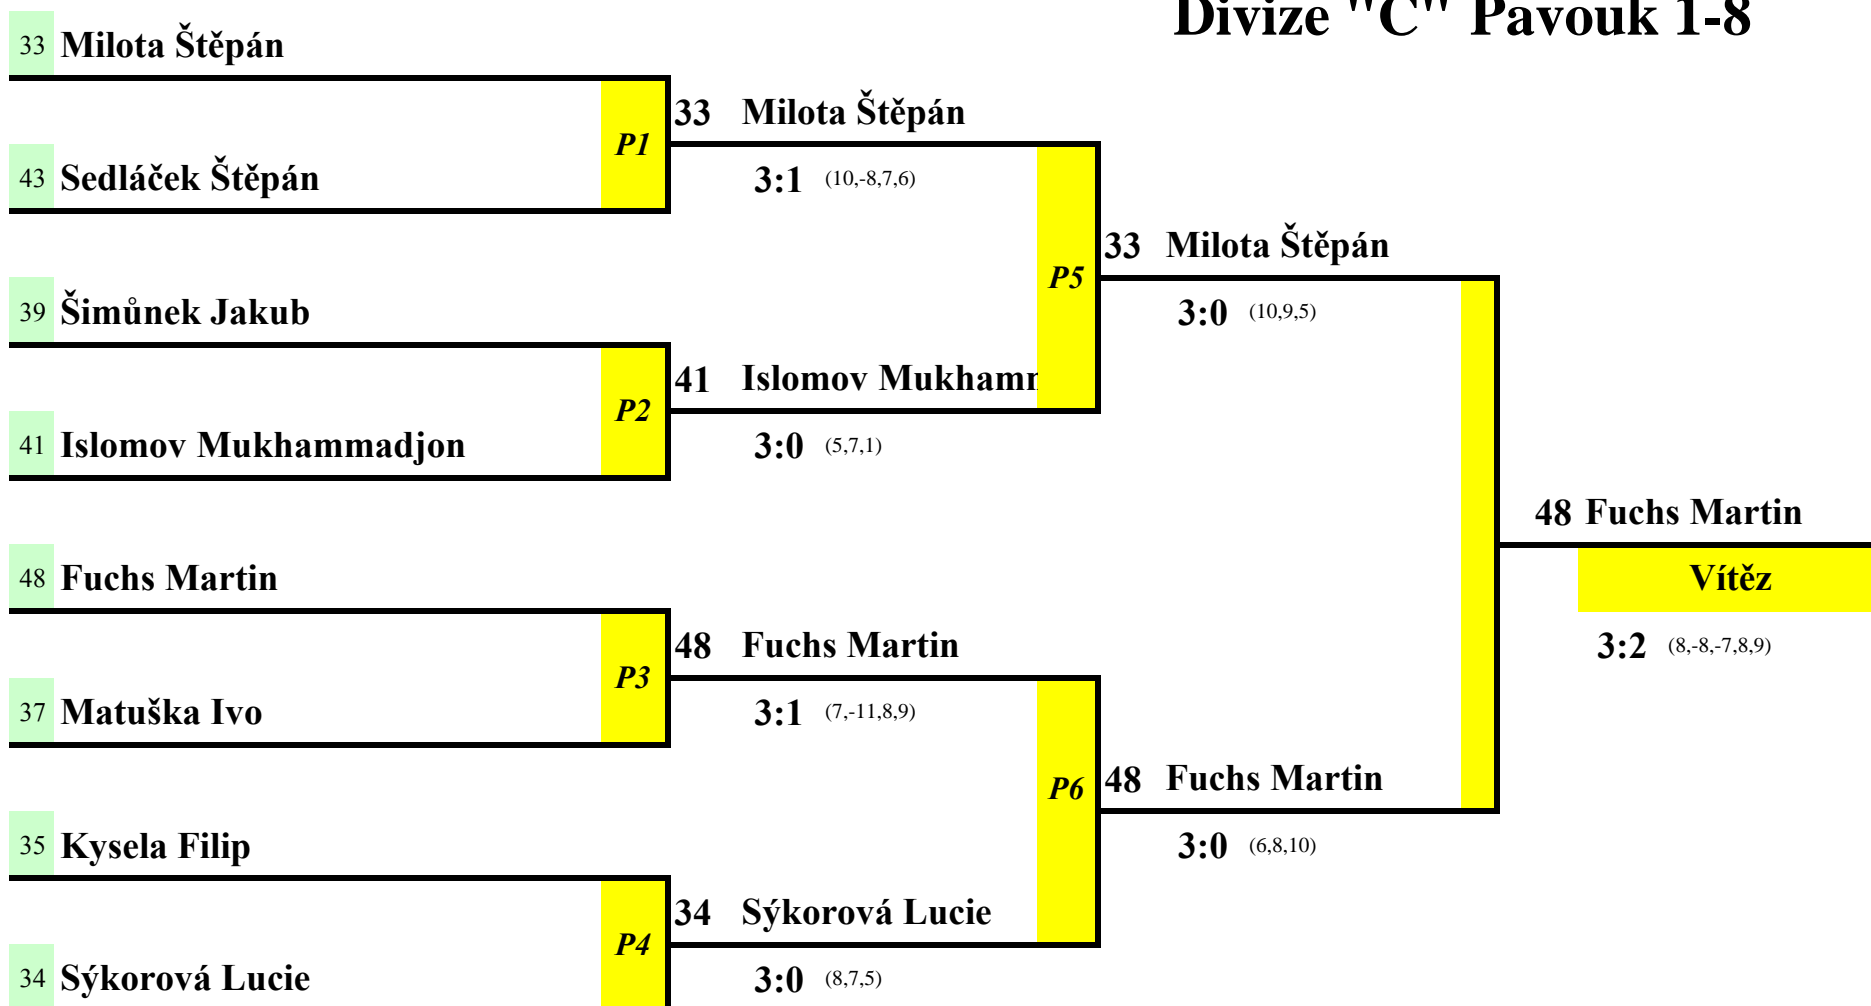 Divize "C" Pavouk 1-8
33 Milota Štěpán
33 Milota Štěpán
P1
43 Sedláček Štěpán
3:1 (10,-8,7,6)
33 Milota Štěpán
P5
39 Šimůnek Jakub
3:0 (10,9,5)
41 Islomov Mukhamm
P2
41 Islomov Mukhammadjon
3:0 (5,7,1)
48 Fuchs Martin
48 Fuchs Martin
Vítěz
48 Fuchs Martin
3:2 (8,-8,-7,8,9)
P3
37 Matuška Ivo
3:1 (7,-11,8,9)
48 Fuchs Martin
P6
35 Kysela Filip
3:0 (6,8,10)
34 Sýkorová Lucie
P4
34 Sýkorová Lucie
3:0 (8,7,5)